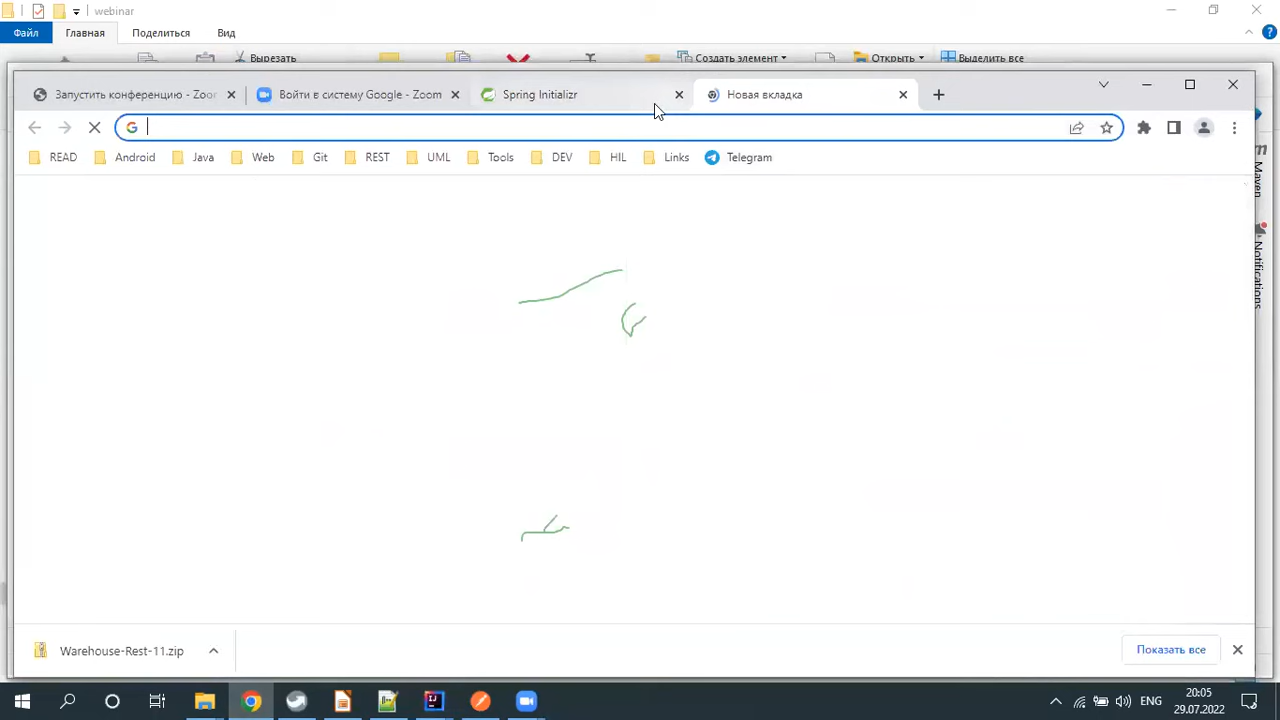 webinar
Файл Главная Поделиться Вид
Вырезать Создать элемент Открыть Выделить все
Запустить конференцию - Zoo Войти в систему Google - Zoom Spring Initializr Новая вкладка
READ Android Java Web Git REST UML Tools DEV HIL Links Telegram
Maven
Notifications
Warehouse-Rest-11.zip Показать все
ENG 20:05
29.07.2022